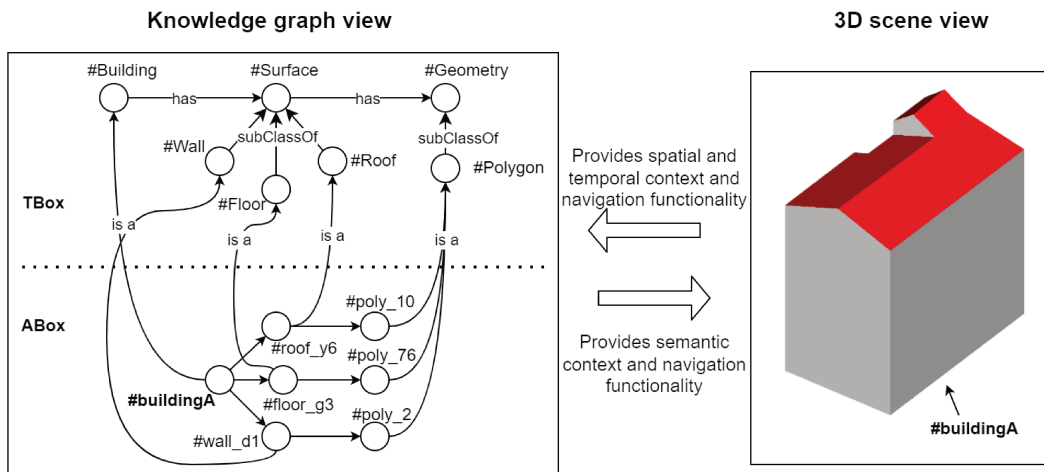 Knowledge graph view
3D scene view
#Building
#Surface
#Geometry
has
has
#Wall
subClassOf
#Roof
subClassOf
#Polygon
#Floor
TBox
is a
is a
is a
is a
ABox
#poly_10
#roof_y6
#poly_76
#buildingA
#floor_g3
#poly_2
#wall_d1
Provides spatial and
temporal context and
navigation functionality
Provides semantic
context and navigation
functionality
#buildingA